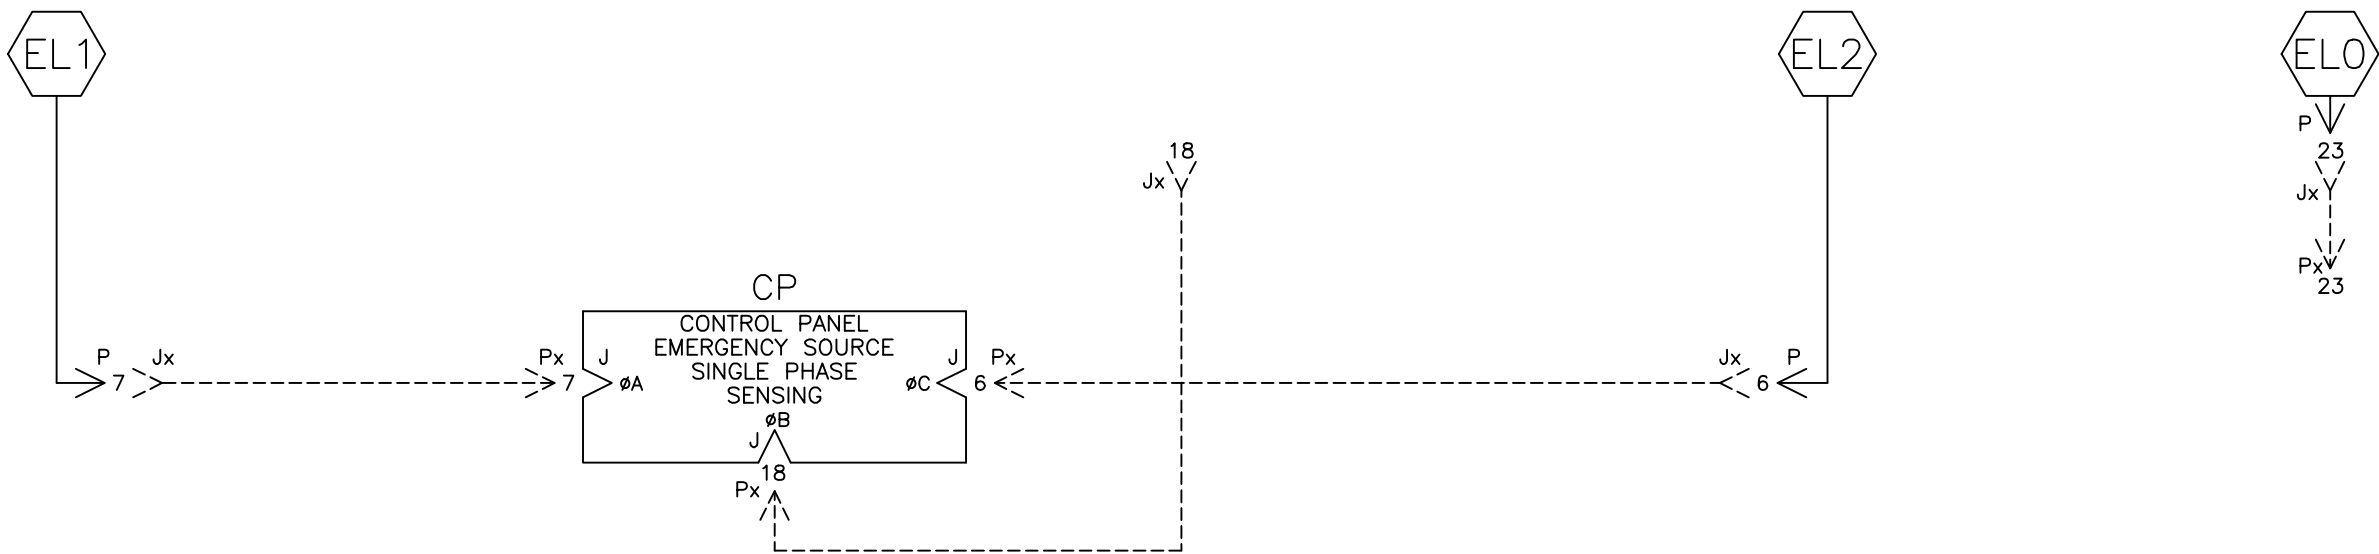 EL1
EL2
EL0
P
23
18
Jx
Jx
Px
23
CP
CONTROL PANEL
EMERGENCY SOURCE
SINGLE PHASE
SENSING
P
7
Jx
Px
7
J
øA
øC
J
Px
6
Jx
6
P
øB
J
18
Px